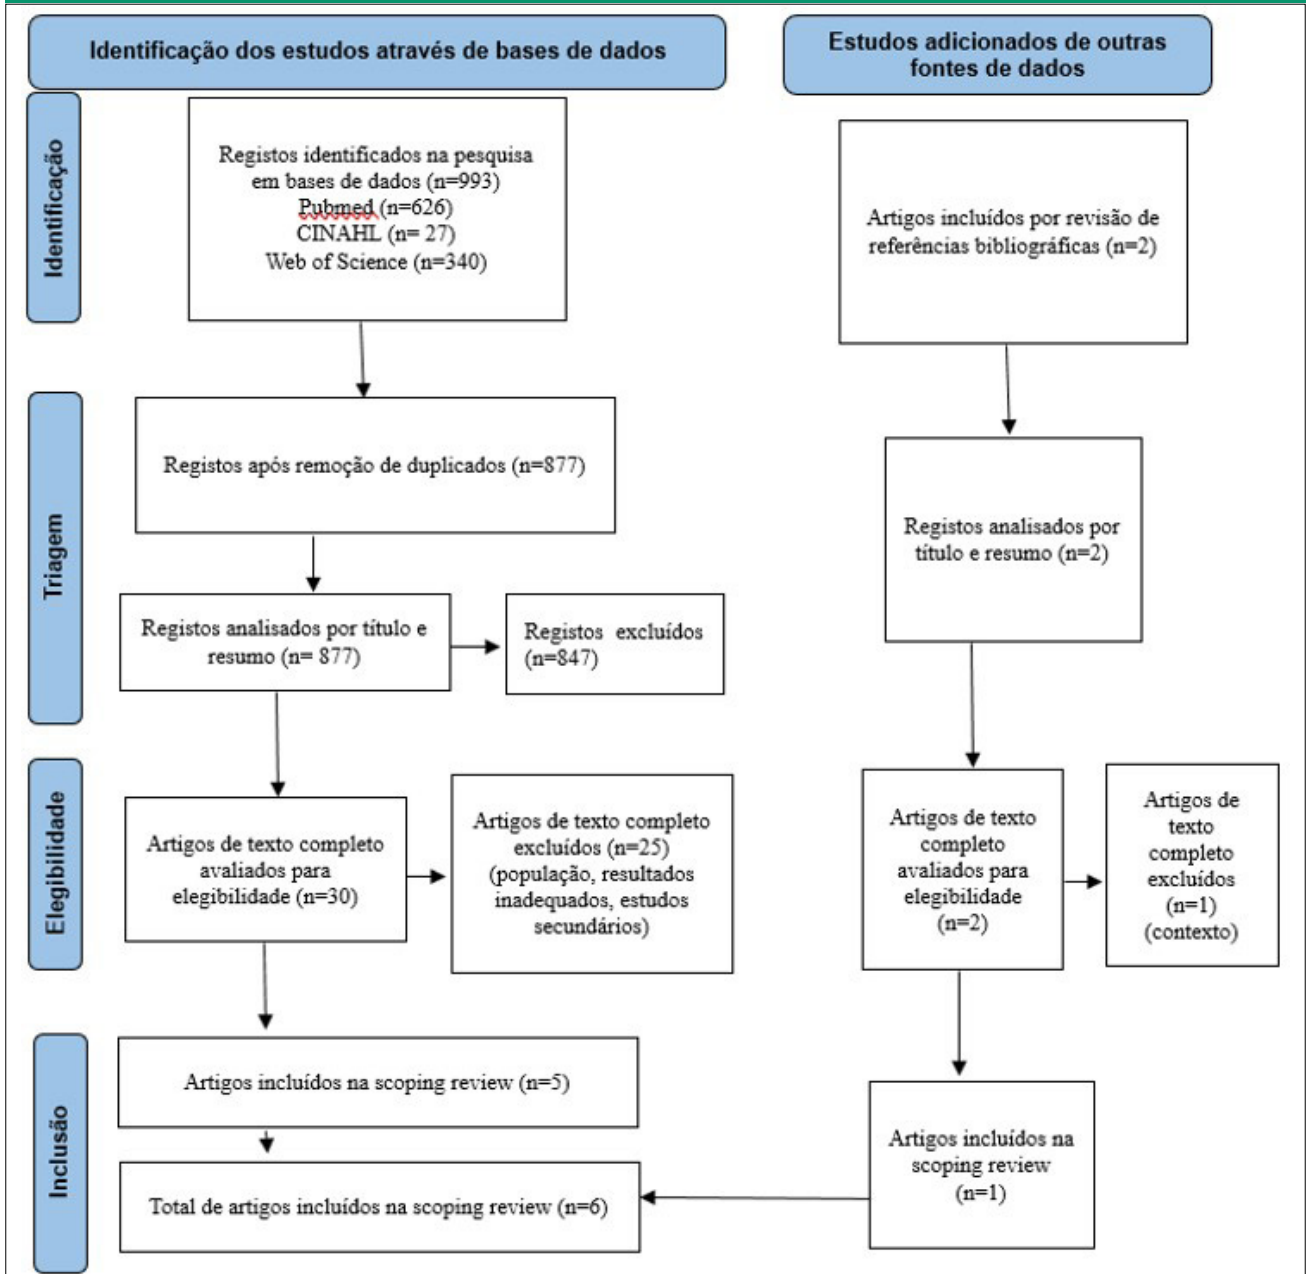 Identificação dos estudos através de bases de dados
Estudos adicionados de outras
fontes de dados
Identificação
Registos identificados na pesquisa
em bases de dados (n=993)
Pubmed (n=626)
CINAHL (n= 27)
Web of Science (n=340)
Artigos incluídos por revisão de
referências bibliográficas (n=2)
Triagem
Registos após remoção de duplicados (n=877)
Registos analisados por
título e resumo (n=2)
Registos analisados por título e
resumo (n= 877)
Registos excluídos
(n=847)
Elegibilidade
Artigos de texto completo
avaliados para
elegibilidade (n=30)
Artigos de texto completo
excluídos (n=25)
(população, resultados
inadequados, estudos
secundários)
Artigos de texto
completo
avaliados para
elegibilidade
(n=2)
Artigos de
texto
completo
excluídos
(n=1)
(contexto)
Inclusão
Artigos incluídos na scoping review (n=5)
Artigos incluídos na
scoping review
(n=1)
Total de artigos incluídos na scoping review (n=6)